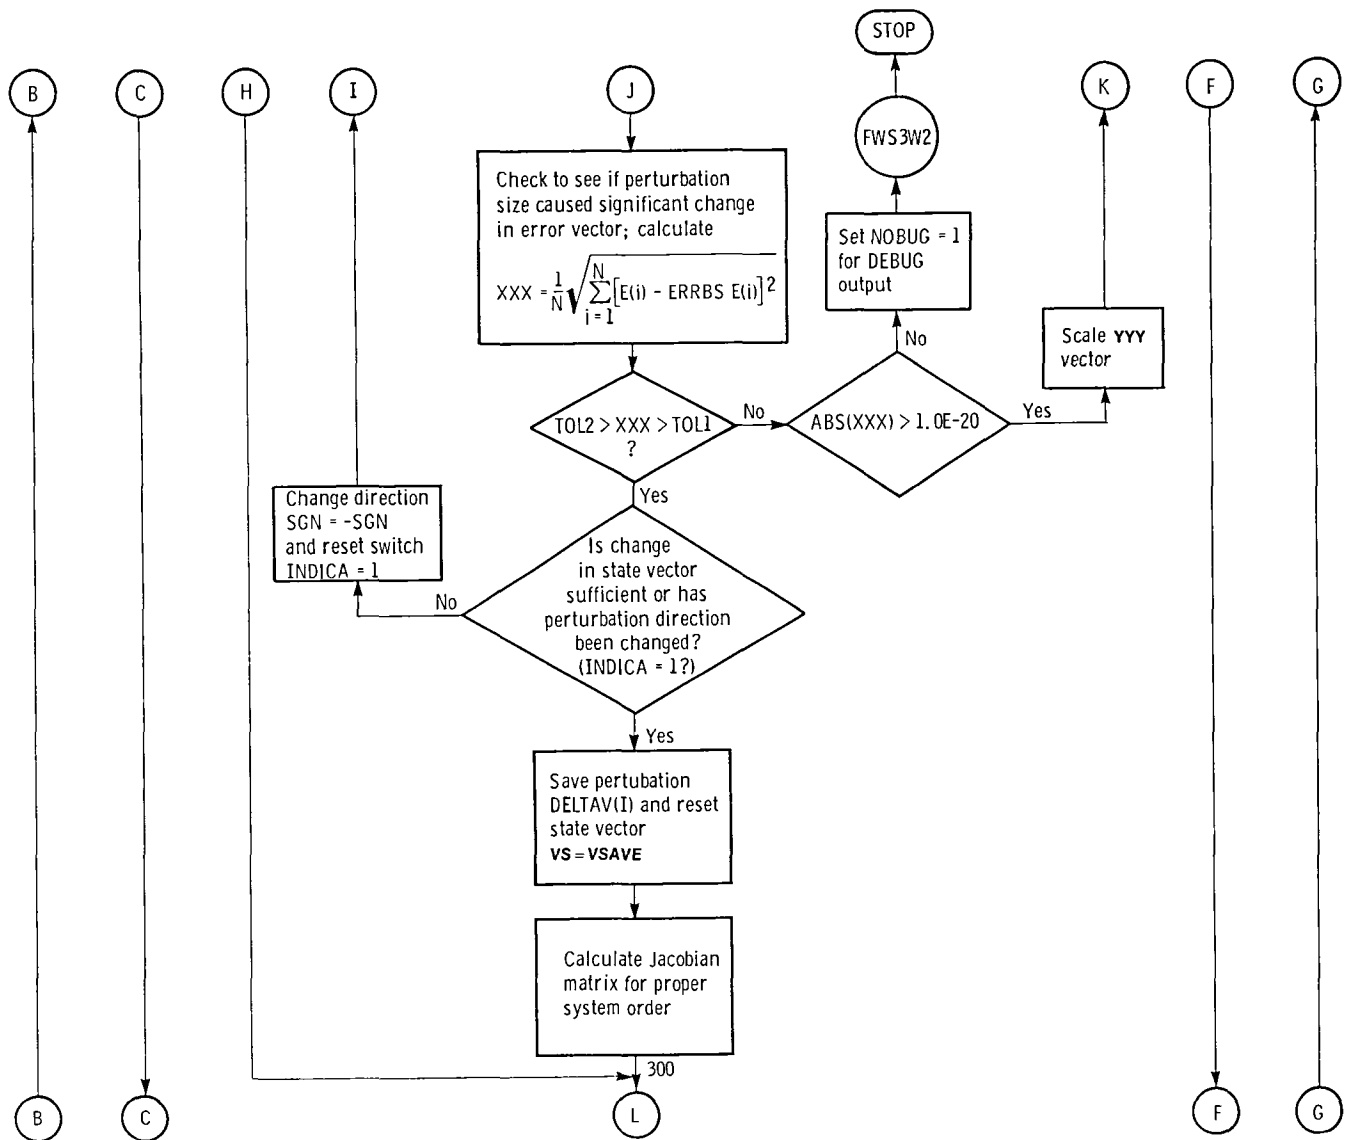 STOP
B
C
H
I
J
K
F
G
FWS3W2
Check to see if perturbation
size caused significant change
in error vector; calculate
XXX = 1/N √ N ∑ i = 1 [E(i) - ERRBS E(i)]²
Set NOBUG = 1
for DEBUG
output
No
Scale YYY
vector
TOL2 > XXX > TOL1
?
No
ABS(XXX) > 1.0E-20
Yes
Yes
Change direction
SGN = -SGN
and reset switch
INDICA = 1
No
Is change
in state vector
sufficient or has
perturbation direction
been changed?
(INDICA = 1?)
Yes
Save pertubation
DELTAV(I) and reset
state vector
VS = VSAVE
Calculate Jacobian
matrix for proper
system order
300
B
C
L
F
G